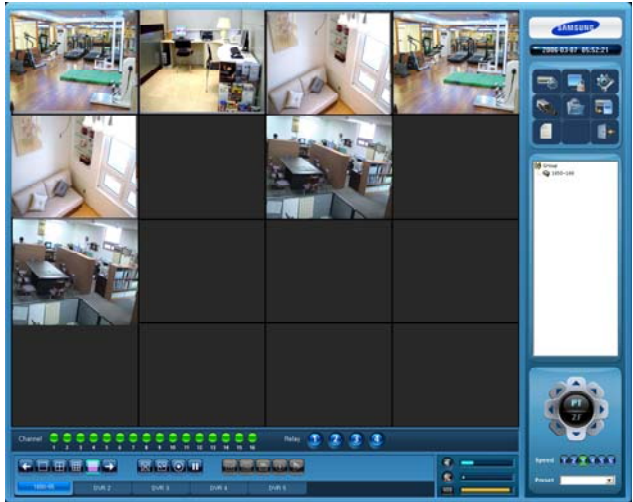 SAMSUNG
2006-03-07 05:52:21
Group
PT
Channel
1 2 3 4 5 6 7 8 9 10 11 12 13 14 15 16
Relay 1 2 3 4
Speed
Preset
DVR 2 DVR 3 DVR 4 DVR 5